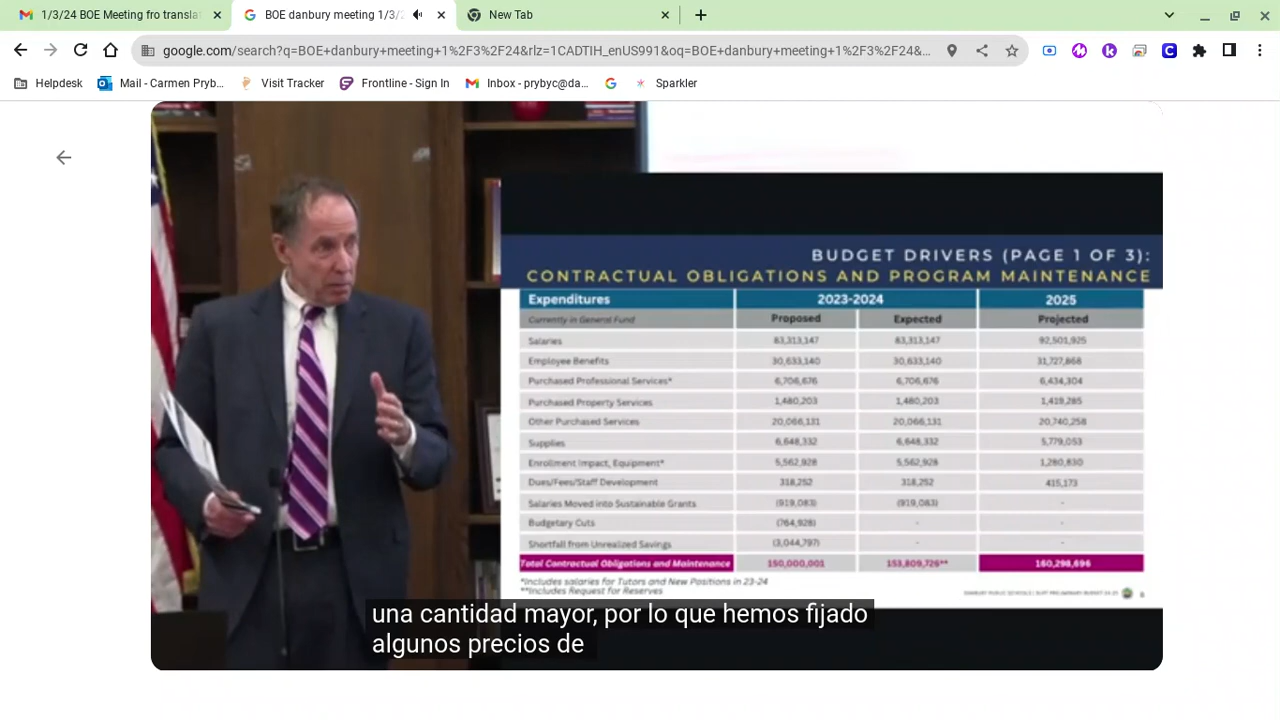 1/3/24 BOE Meeting fro translat
BOE danbury meeting 1/3/2
New Tab
google.com/search?q=BOE+danbury+meeting+1%2F3%2F24&rlz=1CADTIH_enUS991&oq=BOE+danbury+meeting+1%2F3%2F24&...
Helpdesk
Mail - Carmen Pryb...
Visit Tracker
Frontline - Sign In
Inbox - prybyc@da...
Sparkler
BUDGET DRIVERS (PAGE 1 OF 3):
CONTRACTUAL OBLIGATIONS AND PROGRAM MAINTENANCE
Expenditures 2023-2024 2025
Currently in General Fund Proposed Expected Projected
Salaries 83,313,147 83,313,147 92,501,925
Employee Benefits 30,633,140 30,633,140 31,727,868
Purchased Professional Services* 6,706,676 6,706,676 6,434,304
Purchased Property Services 1,480,203 1,480,203 1,419,285
Other Purchased Services 20,066,131 20,066,131 20,740,258
Supplies 6,648,332 6,648,332 5,779,053
Enrollment Impact, Equipment* 5,562,928 5,562,928 1,280,830
Dues/Fees/Staff Development 318,252 318,252 415,173
Salaries Moved into Sustainable Grants (919,083) (919,083) -
Budgetary Cuts (764,928) - -
Shortfall from Unrealized Savings (3,044,797) - -
Total Contractual Obligations and Maintenance 150,000,001 153,809,726** 160,298,696
*Includes salaries for Tutors and New Positions in 23-24
**Includes Request for Reserves
una cantidad mayor, por lo que hemos fijado
algunos precios de